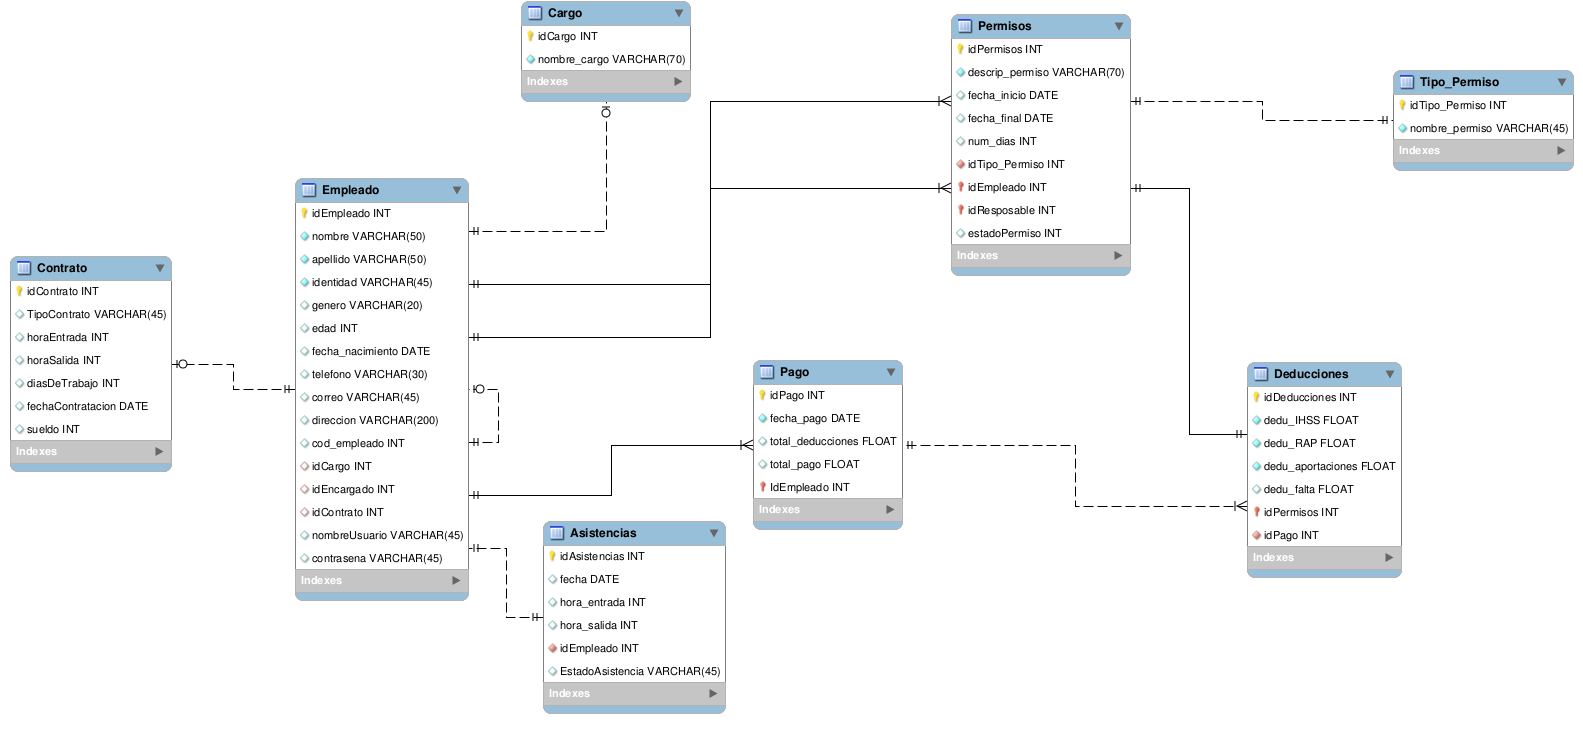 Cargo
idCargo INT
nombre_cargo VARCHAR(70)
Indexes
Permisos
idPermisos INT
descrip_permiso VARCHAR(70)
fecha_inicio DATE
fecha_final DATE
num_dias INT
idTipo_Permiso INT
idEmpleado INT
idResposable INT
estadoPermiso INT
Indexes
Tipo_Permiso
idTipo_Permiso INT
nombre_permiso VARCHAR(45)
Indexes
Empleado
idEmpleado INT
nombre VARCHAR(50)
apellido VARCHAR(50)
identidad VARCHAR(45)
genero VARCHAR(20)
edad INT
fecha_nacimiento DATE
telefono VARCHAR(30)
correo VARCHAR(45)
direccion VARCHAR(200)
cod_empleado INT
idCargo INT
idEncargado INT
idContrato INT
nombreUsuario VARCHAR(45)
contrasena VARCHAR(45)
Indexes
Contrato
idContrato INT
TipoContrato VARCHAR(45)
horaEntrada INT
horaSalida INT
diasDeTrabajo INT
fechaContratacion DATE
sueldo INT
Indexes
Pago
idPago INT
fecha_pago DATE
total_deducciones FLOAT
total_pago FLOAT
IdEmpleado INT
Indexes
Deducciones
idDeducciones INT
dedu_IHSS FLOAT
dedu_RAP FLOAT
dedu_aportaciones FLOAT
dedu_falta FLOAT
idPermisos INT
idPago INT
Indexes
Asistencias
idAsistencias INT
fecha DATE
hora_entrada INT
hora_salida INT
idEmpleado INT
EstadoAsistencia VARCHAR(45)
Indexes